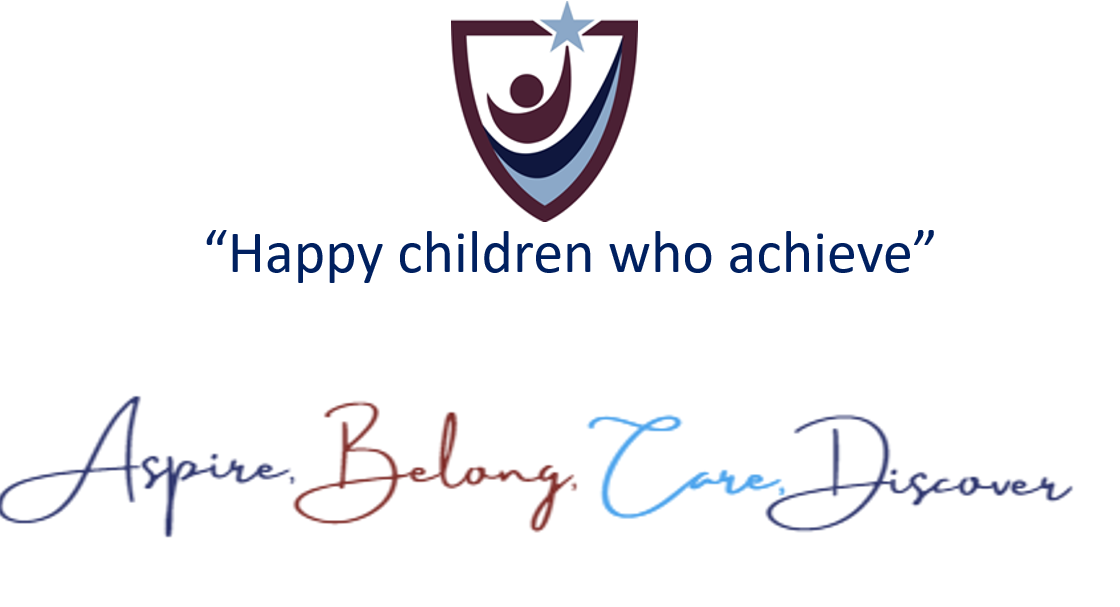 “Happy children who achieve”
Aspire, Belong, Care, Discover